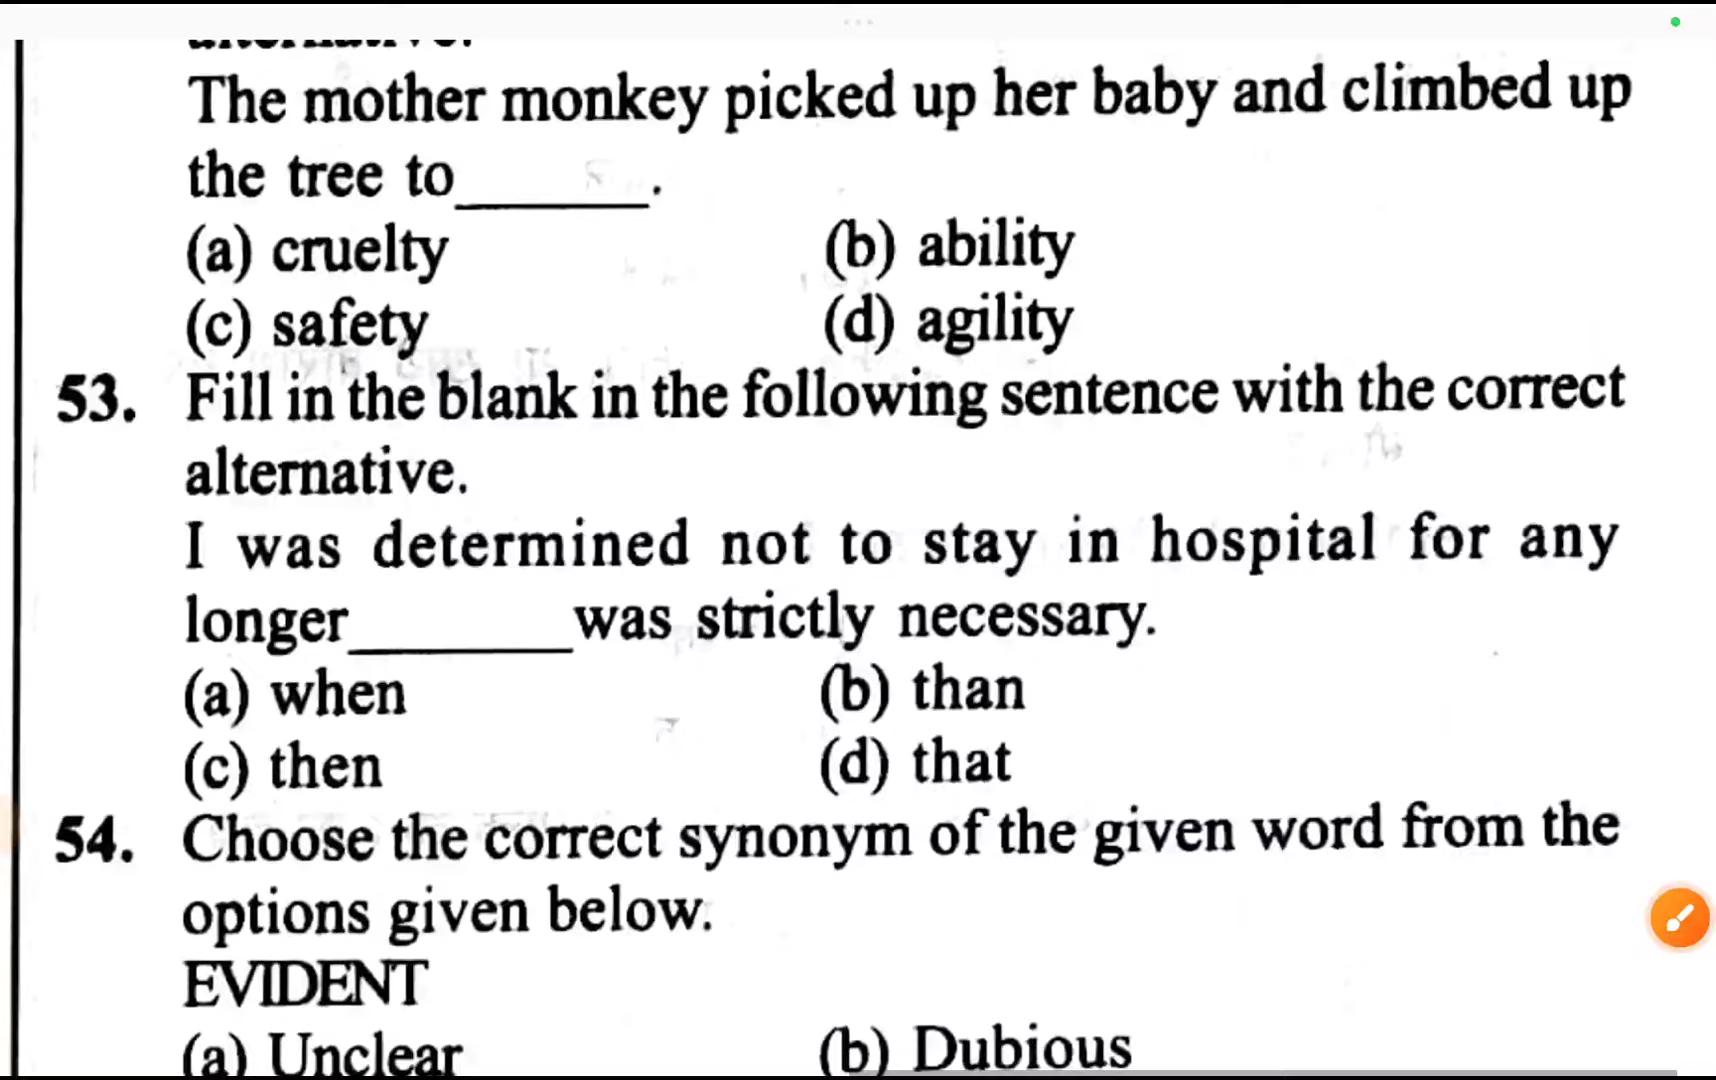 The mother monkey picked up her baby and climbed up
the tree to______.
(a) cruelty (b) ability
(c) safety (d) agility
53. Fill in the blank in the following sentence with the correct
alternative.
I was determined not to stay in hospital for any
longer_______was strictly necessary.
(a) when (b) than
(c) then (d) that
54. Choose the correct synonym of the given word from the
options given below.
EVIDENT
(a) Unclear (b) Dubious